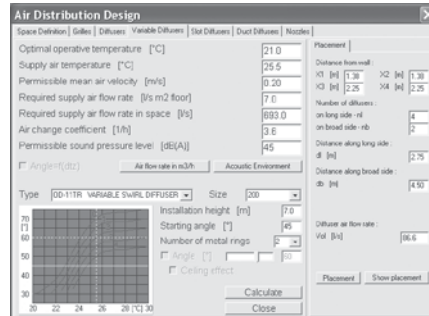 Air Distribution Design
Space Definition | Grilles | Diffusers | Variable Diffusers | Slot Diffusers | Duct Diffusers | Nozzles
Optimal operative temperature [°C] 21.0
Supply air temperature [°C] 25.5
Permissible mean air velocity [m/s] 0.20
Required supply air flow rate [l/s m2 floor] 7.0
Required supply air flow rate in space [l/s] 693.0
Air change coefficient [1/h] 3.6
Permissible sound pressure level [dB(A)] 45
Angle=f(dtz) Air flow rate in m3/h Acoustic Environment
Type OD-11TR VARIABLE SWIRL DIFFUSER Size 200
Installation height [m] 7.0
Starting angle [°] 45
Number of metal rings 2
Angle [°]
Ceiling effect
Calculate
Close
70
[°]
60
50
40
30
20 22 24 26 28 [°C] 30
Placement
Distance from wall:
X1 [m] 1.38 X2 [m] 1.38
X3 [m] 2.25 X4 [m] 2.25
Number of diffusers:
on long side - nl 4
on broad side - nb 2
Distance along long side:
dl [m] 2.75
Distance along broad side:
db [m] 4.50
Diffuser air flow rate:
Vol [l/s] 86.6
Placement Show placement